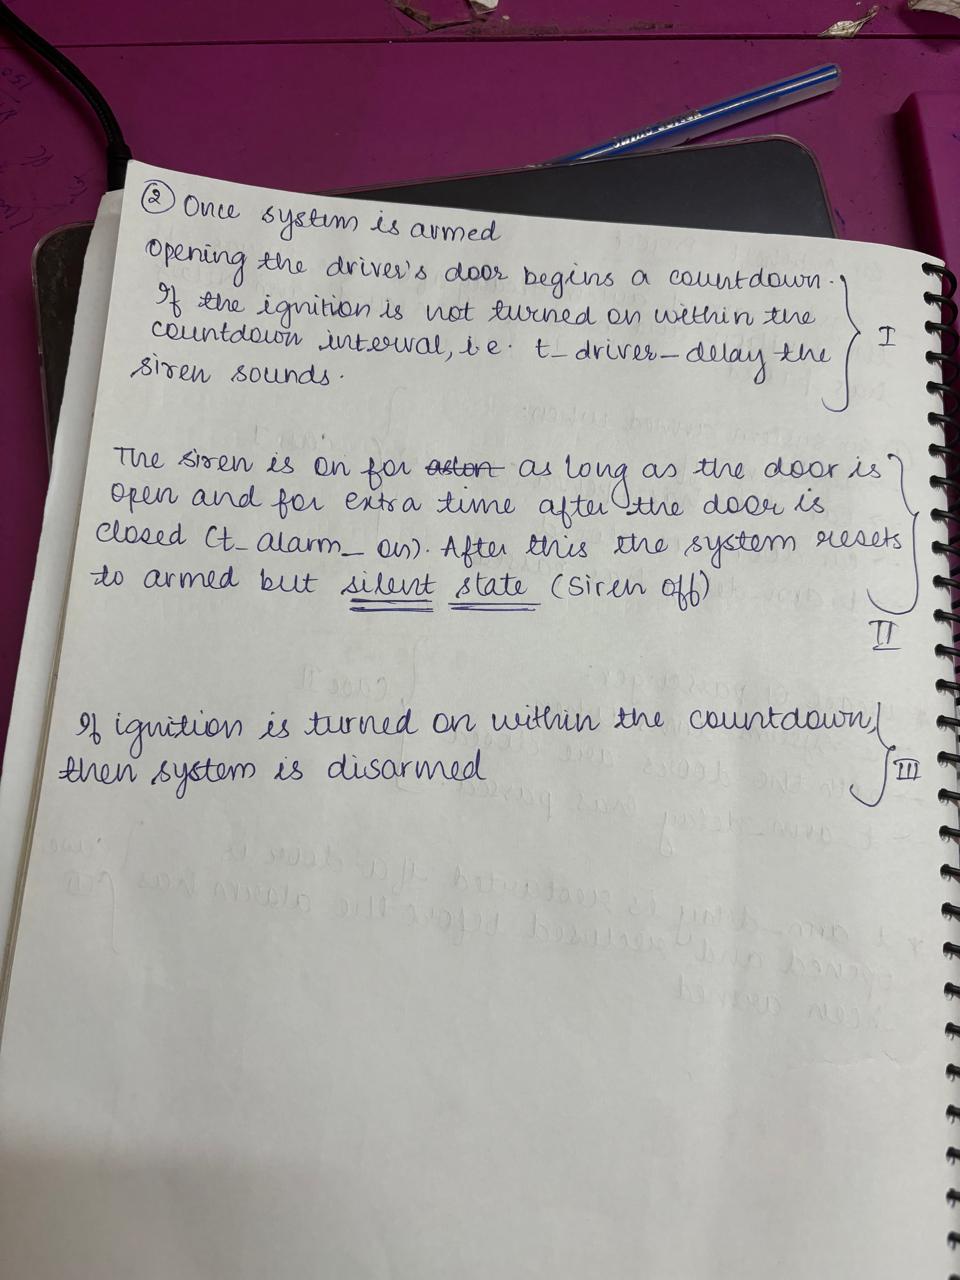 ② Once system is armed
Opening the driver's door begins a countdown.
If the ignition is not turned on within the
countdown interval, i.e. t_driver_delay the
siren sounds.
I
The siren is on for as long as the door is
open and for extra time after the door is
closed (t_alarm_on). After this the system resets
to armed but silent state (siren off)
II
If ignition is turned on within the countdown,
then system is disarmed
III